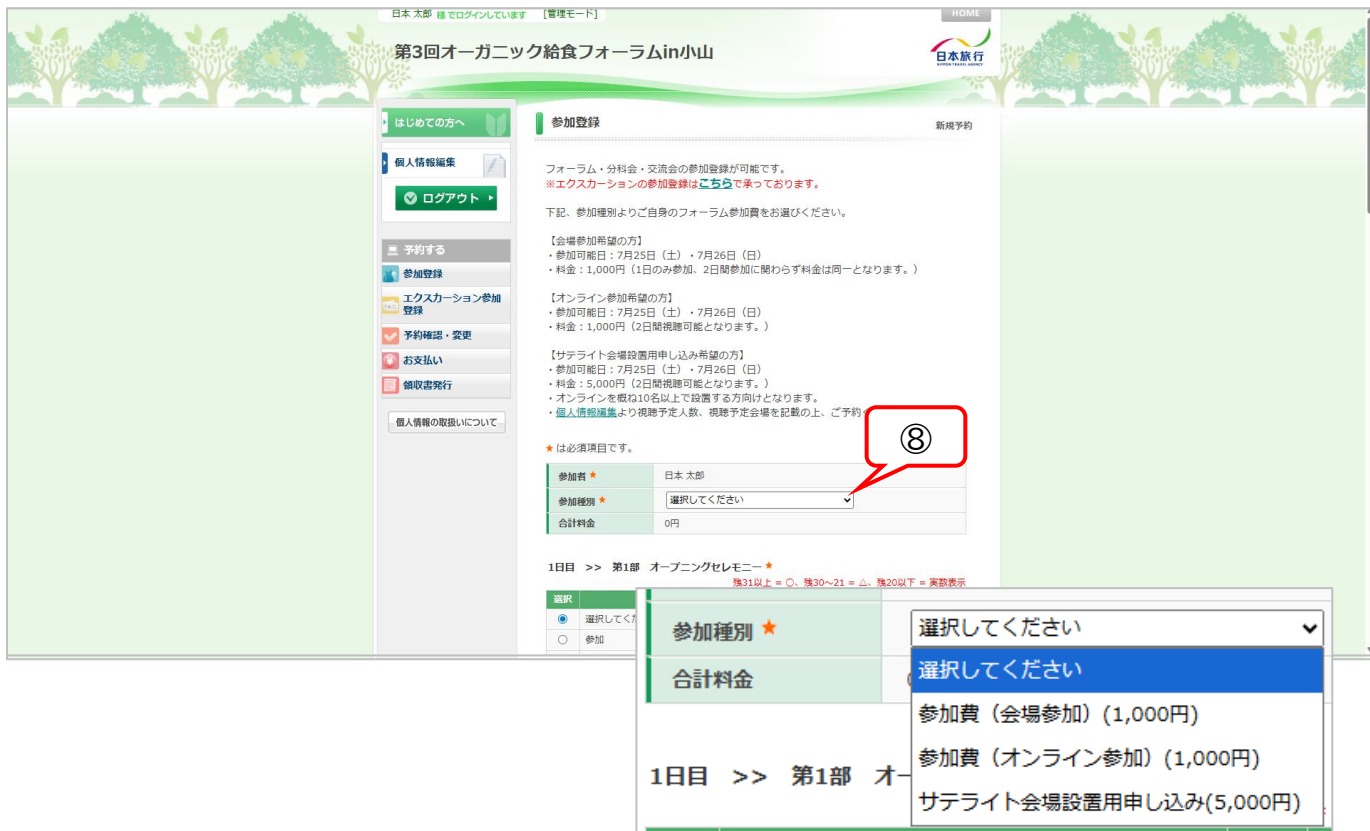 日本 太郎 様 でログインしています [管理モード]
HOME
第3回オーガニック給食フォーラムin小山
日本旅行
NIPPON TRAVEL AGENCY
はじめての方へ
個人情報編集
ログアウト
予約する
参加登録
エクスカーション参加
登録
予約確認・変更
お支払い
領収書発行
個人情報の取扱いについて
参加登録
新規予約
フォーラム・分科会・交流会の参加登録が可能です。
※エクスカーションの参加登録はこちらで承っております。
下記、参加種別よりご自身のフォーラム参加費をお選びください。
【会場参加希望の方】
・参加可能日：7月25日（土）・7月26日（日）
・料金：1,000円（1日のみ参加、2日間参加に関わらず料金は同一となります。）
【オンライン参加希望の方】
・参加可能日：7月25日（土）・7月26日（日）
・料金：1,000円（2日間視聴可能となります。）
【サテライト会場設置用申し込み希望の方】
・参加可能日：7月25日（土）・7月26日（日）
・料金：5,000円（2日間視聴可能となります。）
・オンラインを概ね10名以上で設置する方向けとなります。
・個人情報編集より視聴予定人数、視聴予定会場を記載の上、ご予約
⑧
★は必須項目です。
参加者 ★ 日本 太郎
参加種別 ★ 選択してください
合計料金 0円
1日目 >> 第1部 オープニングセレモニー ★
残31以上 = ○、残30～21 = △、残20以下 = 実数表示
選択
選択してくだ
参加
参加種別 ★ 選択してください
合計料金
選択してください
参加費（会場参加）(1,000円)
参加費（オンライン参加）(1,000円)
サテライト会場設置用申し込み(5,000円)
1日目 >> 第1部 オー